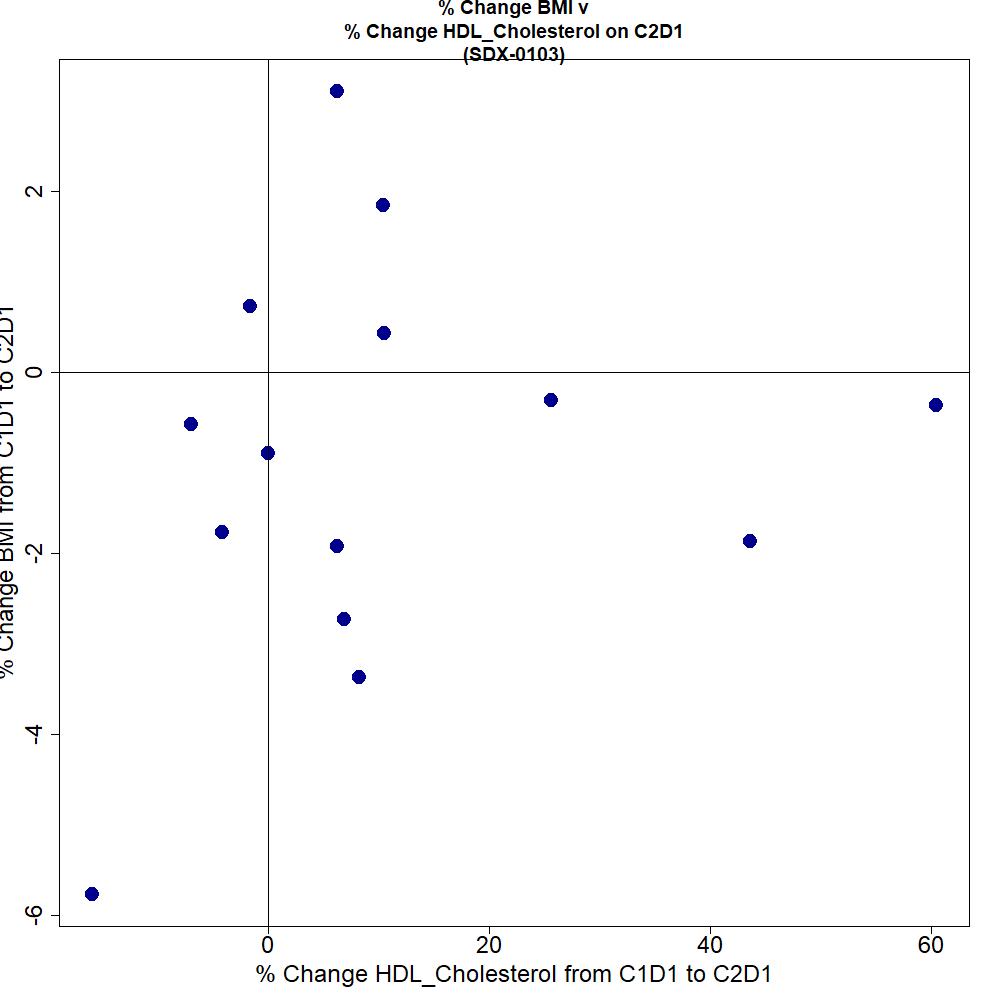 % Change BMI v
% Change HDL_Cholesterol on C2D1
(SDX-0103)
% Change BMI from C1D1 to C2D1
2
0
-2
-4
-6
0
20
40
60
% Change HDL_Cholesterol from C1D1 to C2D1